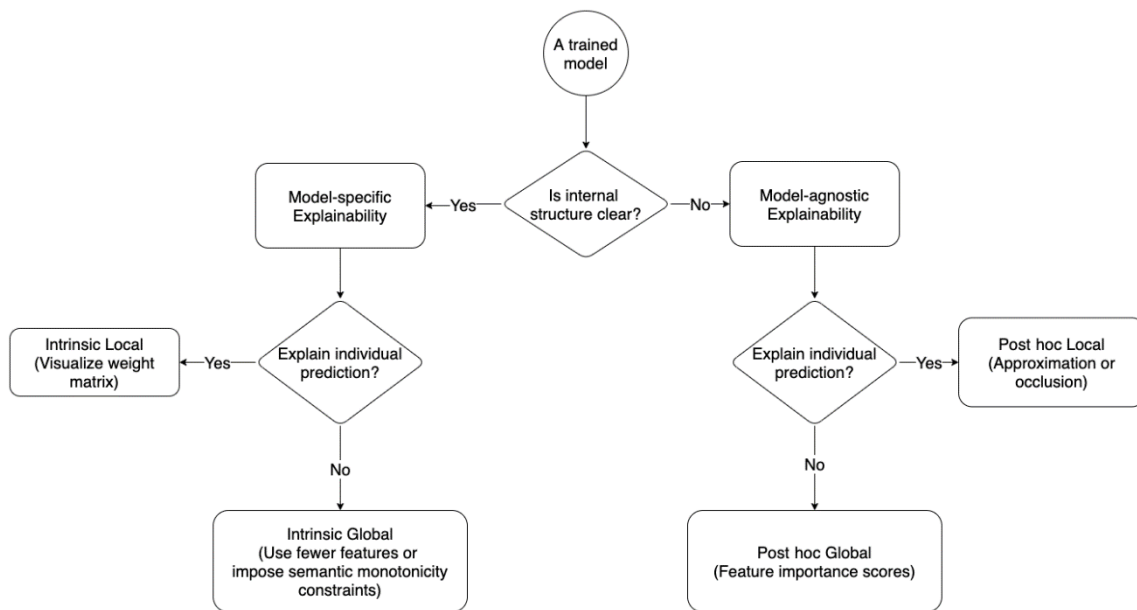 A trained
model
Model-specific
Explainability
Yes
Is internal
structure clear?
No
Model-agnostic
Explainability
Intrinsic Local
(Visualize weight
matrix)
Yes
Explain individual
prediction?
Explain individual
prediction?
Yes
Post hoc Local
(Approximation or
occlusion)
No
No
Intrinsic Global
(Use fewer features or
impose semantic monotonicity
constraints)
Post hoc Global
(Feature importance scores)